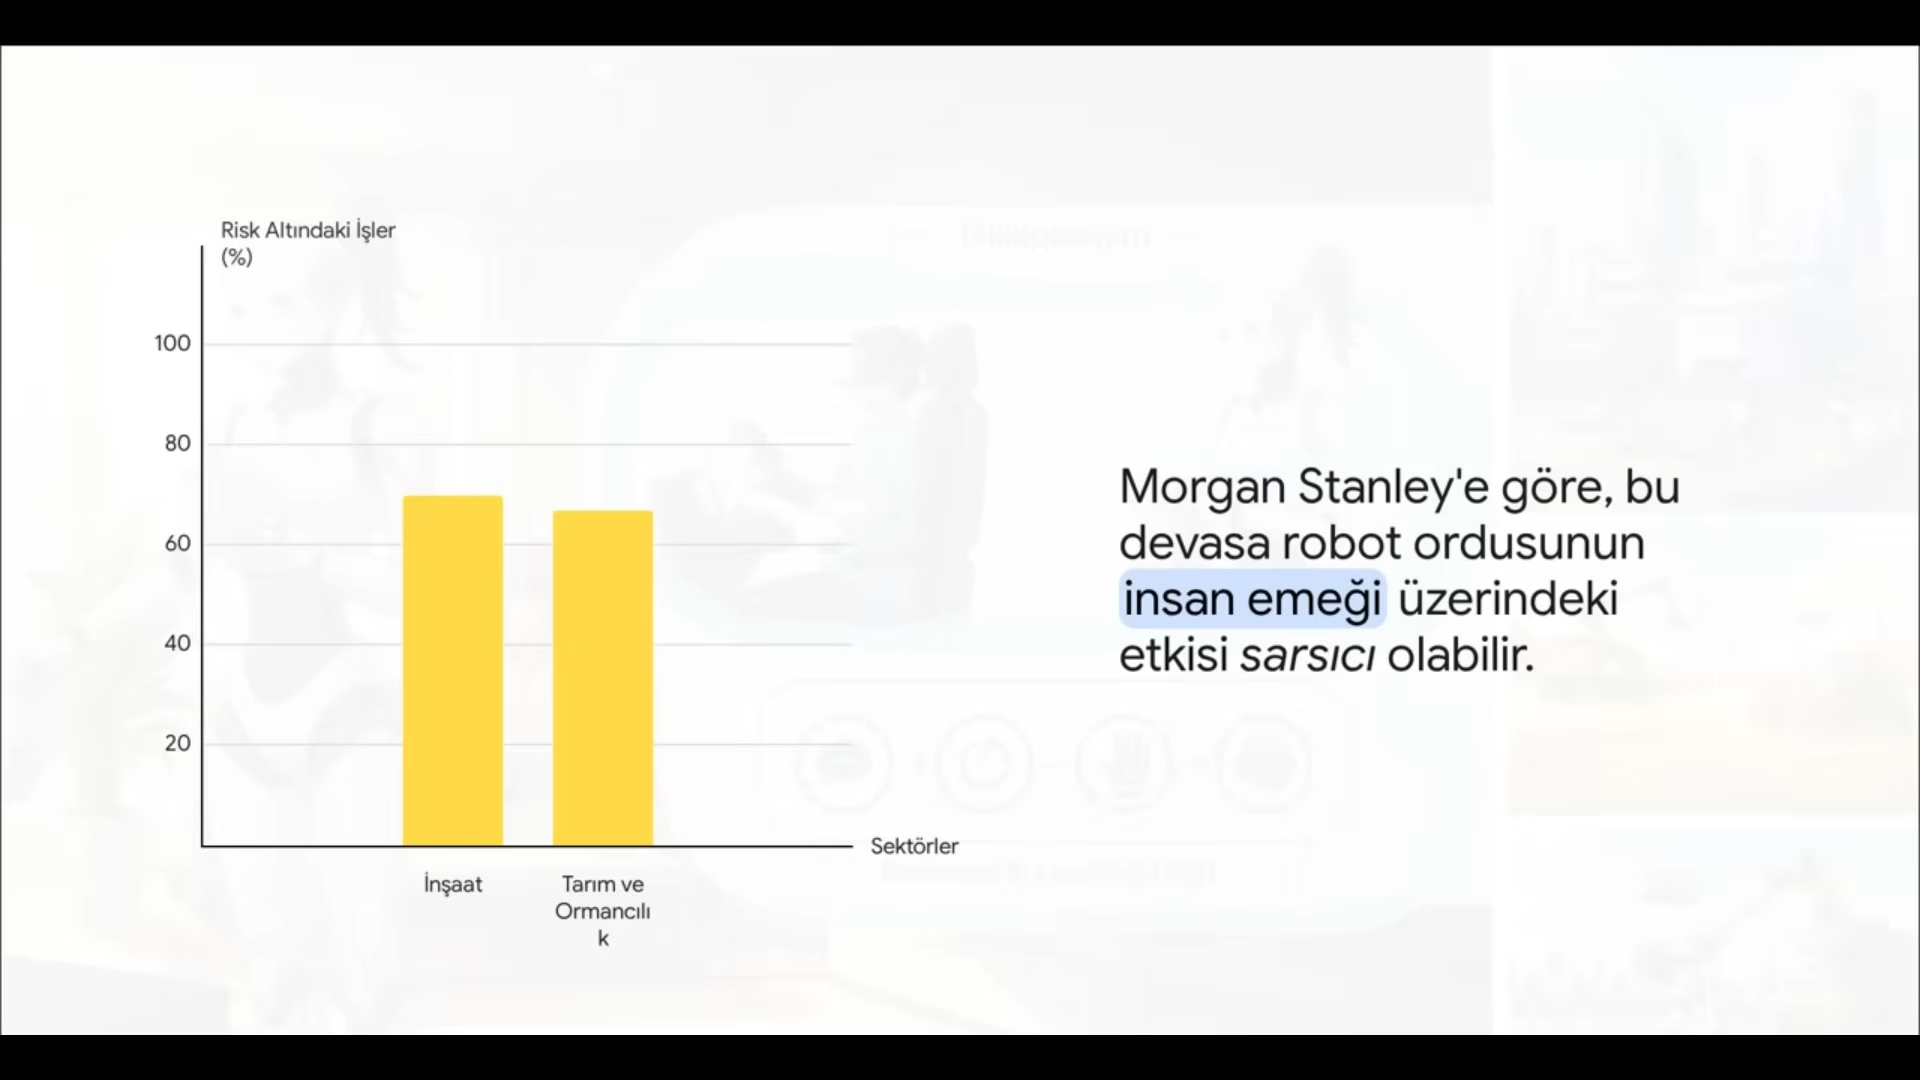 Risk Altındaki İşler
(%)
100
80
60
40
20
İnşaat
Tarım ve
Ormancılı
k
Sektörler
Morgan Stanley'e göre, bu
devasa robot ordusunun
insan emeği üzerindeki
etkisi sarsıcı olabilir.